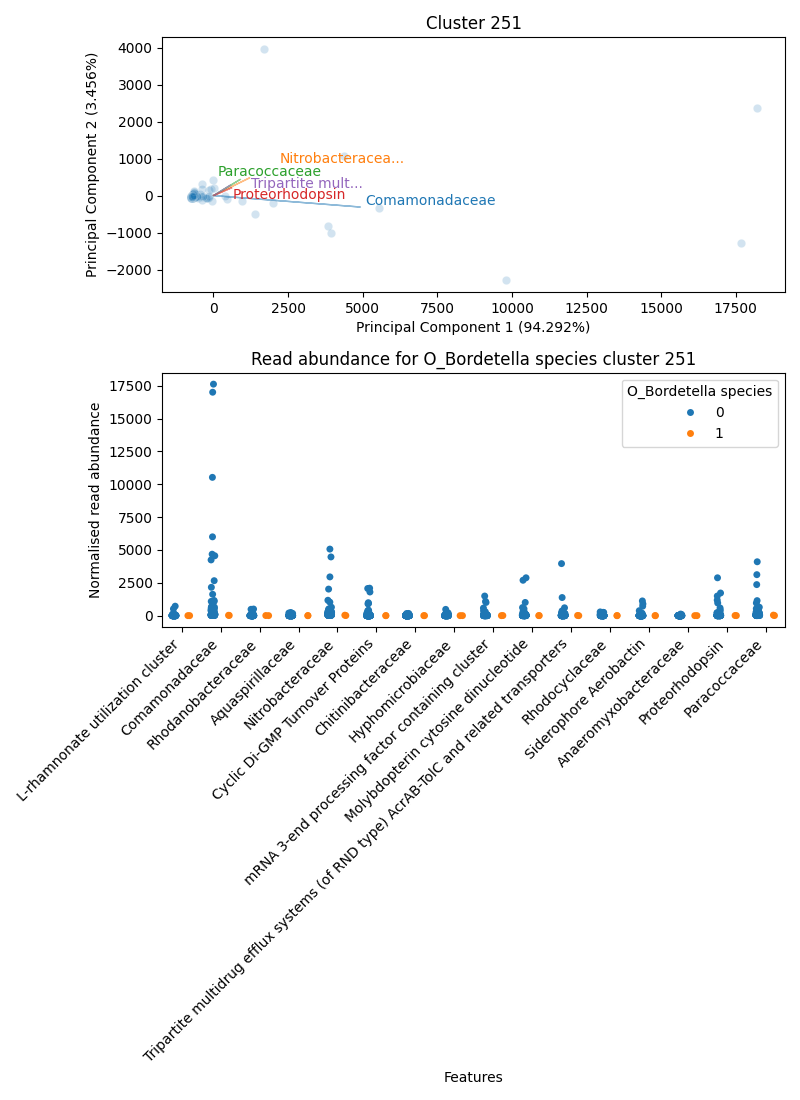 Cluster 251
4000
3000
2000
1000
0
−1000
−2000
Principal Component 2 (3.456%)
Nitrobacteracea...
Paracoccaceae
Tripartite mult...
Proteorhodopsin
Comamonadaceae
0
2500
5000
7500
10000
12500
15000
17500
Principal Component 1 (94.292%)
Read abundance for O_Bordetella species cluster 251
17500
15000
12500
10000
7500
5000
2500
0
Normalised read abundance
O_Bordetella species
0
1
L-rhamnonate utilization cluster
Comamonadaceae
Rhodanobacteraceae
Aquaspirillaceae
Nitrobacteraceae
Cyclic Di-GMP Turnover Proteins
Chitinibacteraceae
Hyphomicrobiaceae
mRNA 3-end processing factor containing cluster
Molybdopterin cytosine dinucleotide
Tripartite multidrug efflux systems (of RND type) AcrAB-TolC and related transporters
Rhodocyclaceae
Siderophore Aerobactin
Anaeromyxobacteraceae
Proteorhodopsin
Paracoccaceae
Features